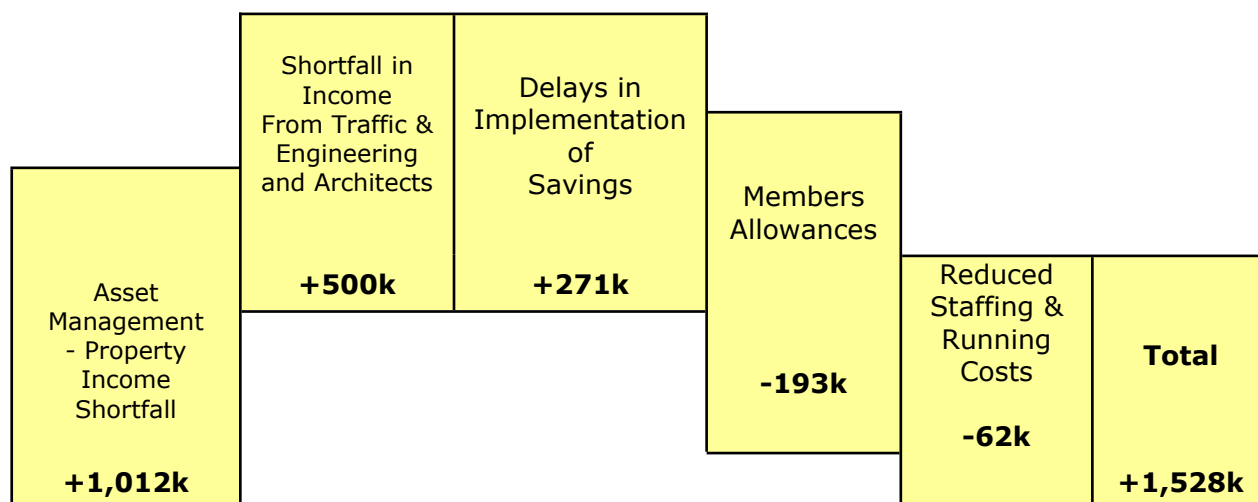 Asset
Management
- Property
Income
Shortfall
+1,012k
Shortfall in
Income
From Traffic &
Engineering
and Architects
+500k
Delays in
Implementation
of
Savings
+271k
Members
Allowances
-193k
Reduced
Staffing &
Running
Costs
-62k
Total
+1,528k